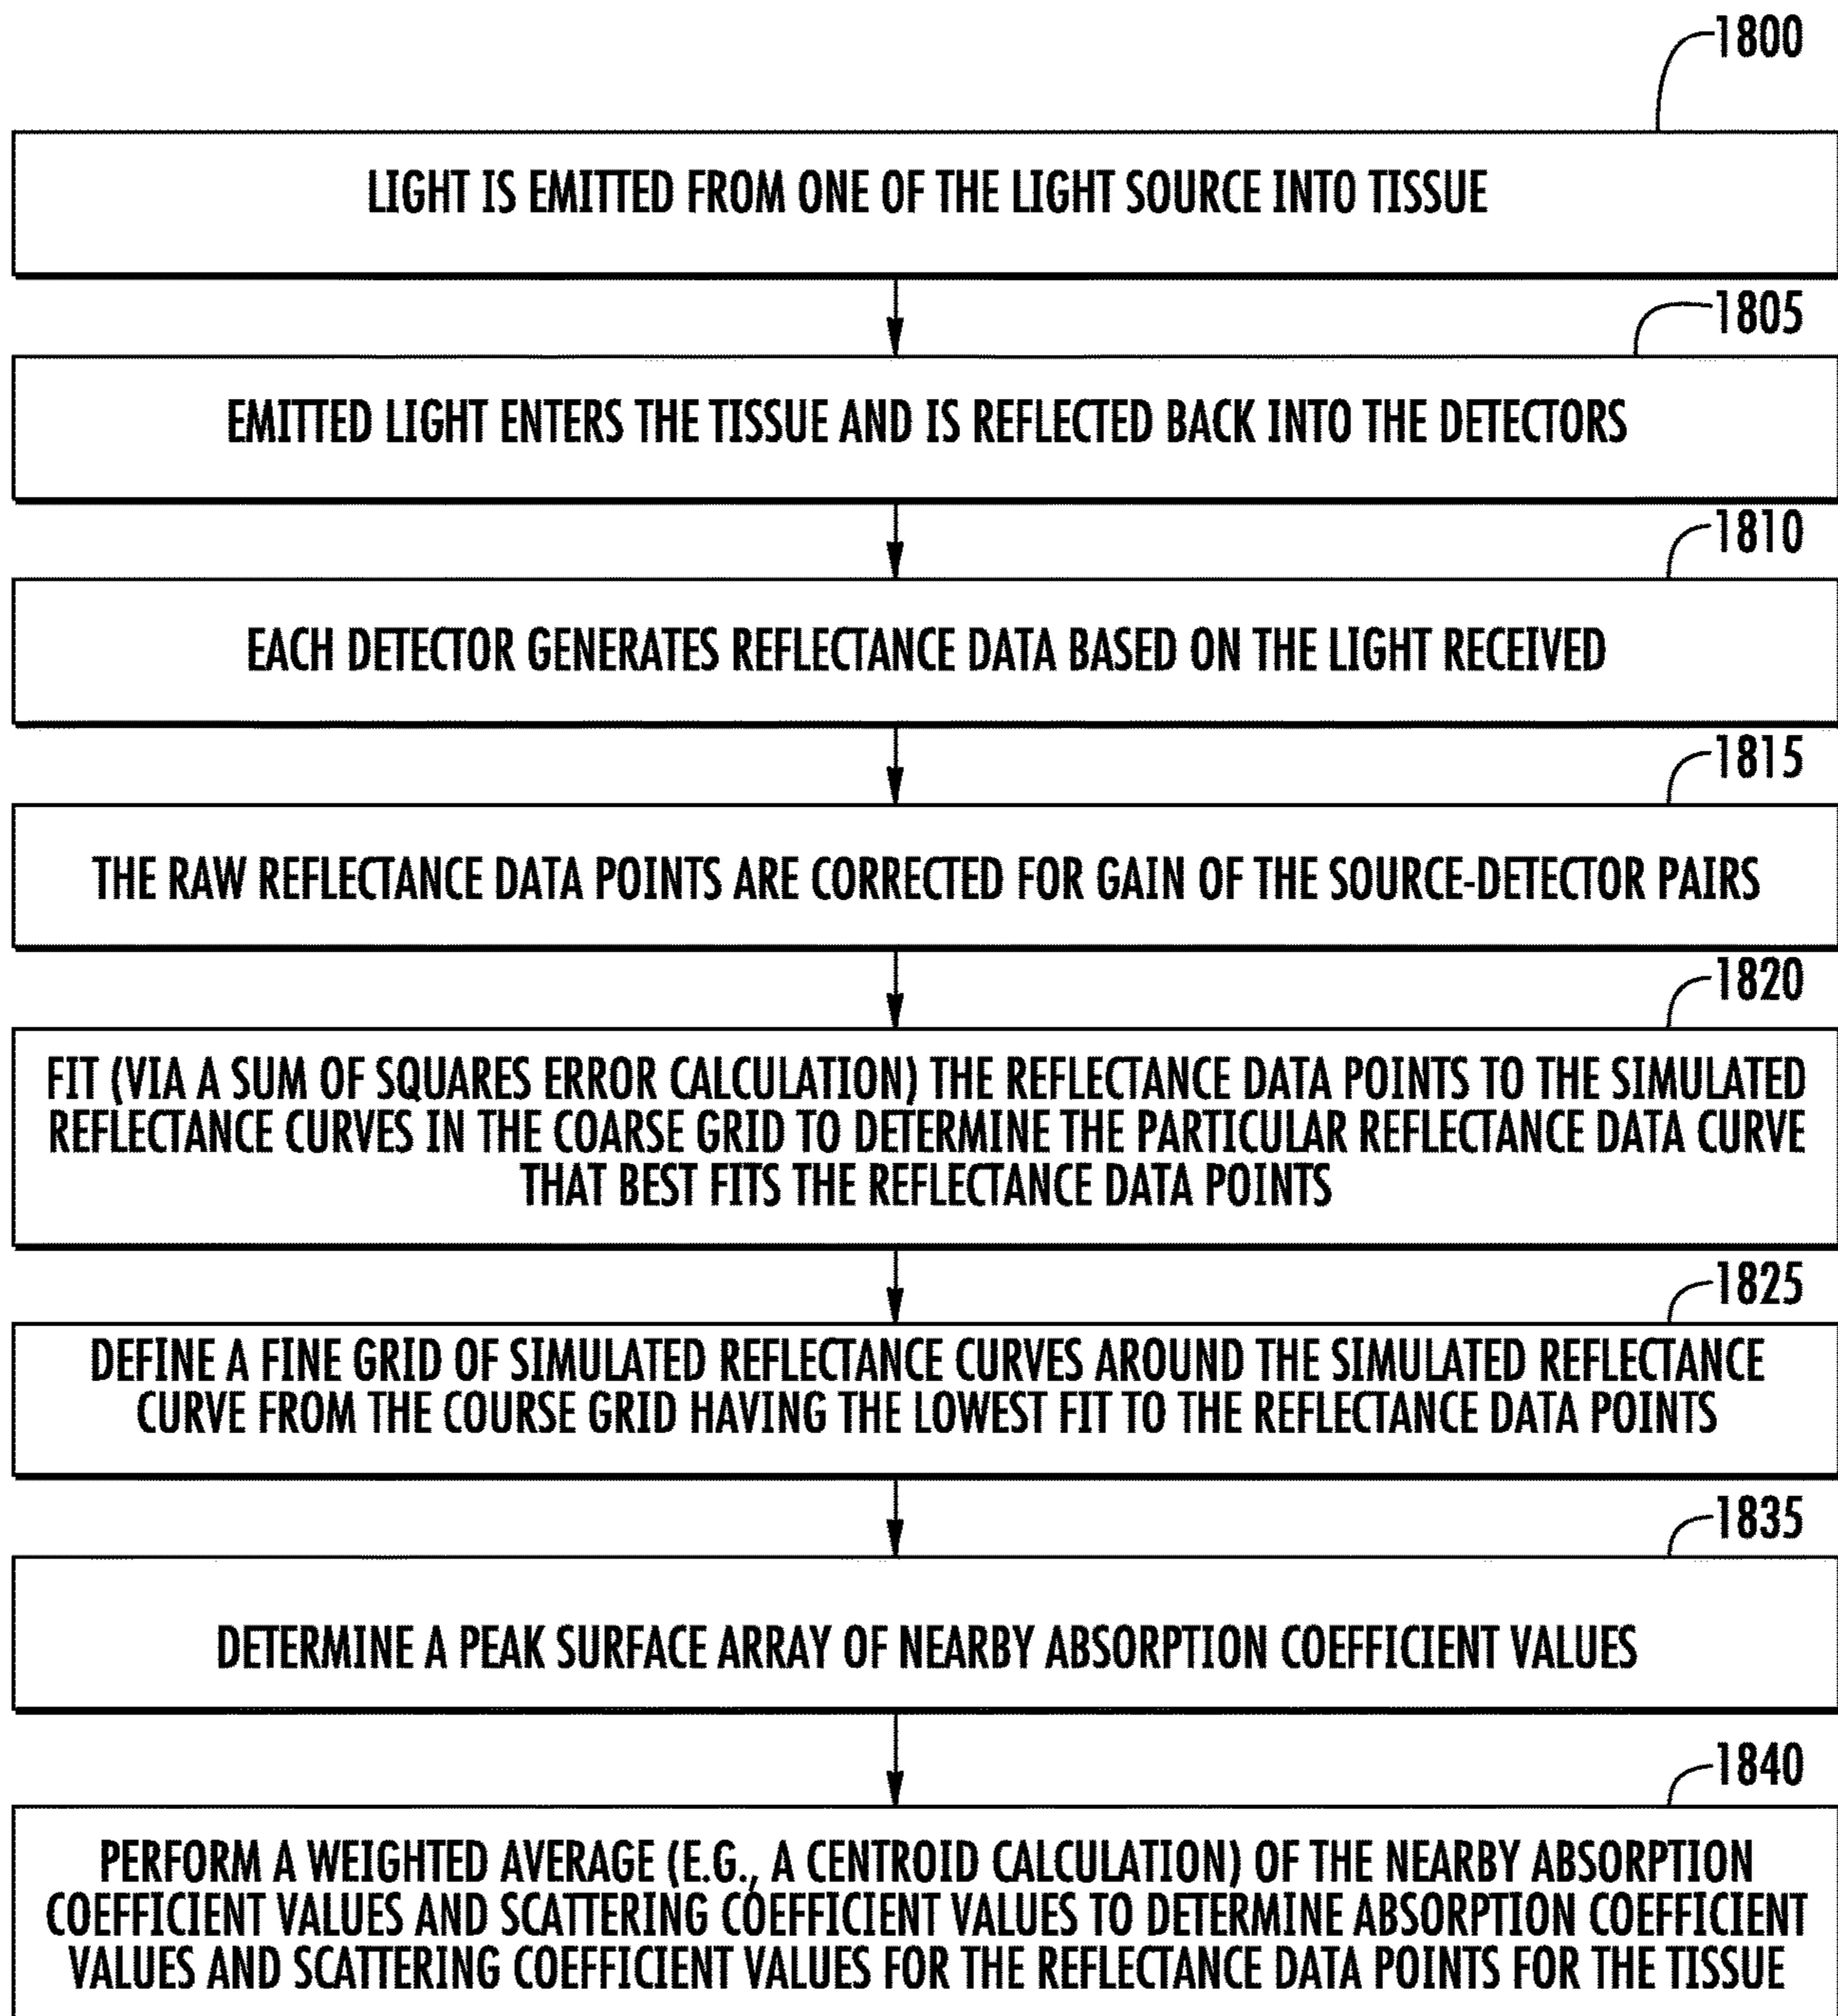 1800
LIGHT IS EMITTED FROM ONE OF THE LIGHT SOURCE INTO TISSUE
1805
EMITTED LIGHT ENTERS THE TISSUE AND IS REFLECTED BACK INTO THE DETECTORS
1810
EACH DETECTOR GENERATES REFLECTANCE DATA BASED ON THE LIGHT RECEIVED
1815
THE RAW REFLECTANCE DATA POINTS ARE CORRECTED FOR GAIN OF THE SOURCE-DETECTOR PAIRS
1820
FIT (VIA A SUM OF SQUARES ERROR CALCULATION) THE REFLECTANCE DATA POINTS TO THE SIMULATED
REFLECTANCE CURVES IN THE COARSE GRID TO DETERMINE THE PARTICULAR REFLECTANCE DATA CURVE
THAT BEST FITS THE REFLECTANCE DATA POINTS
1825
DEFINE A FINE GRID OF SIMULATED REFLECTANCE CURVES AROUND THE SIMULATED REFLECTANCE
CURVE FROM THE COURSE GRID HAVING THE LOWEST FIT TO THE REFLECTANCE DATA POINTS
1835
DETERMINE A PEAK SURFACE ARRAY OF NEARBY ABSORPTION COEFFICIENT VALUES
1840
PERFORM A WEIGHTED AVERAGE (E.G., A CENTROID CALCULATION) OF THE NEARBY ABSORPTION
COEFFICIENT VALUES AND SCATTERING COEFFICIENT VALUES TO DETERMINE ABSORPTION COEFFICIENT
VALUES AND SCATTERING COEFFICIENT VALUES FOR THE REFLECTANCE DATA POINTS FOR THE TISSUE